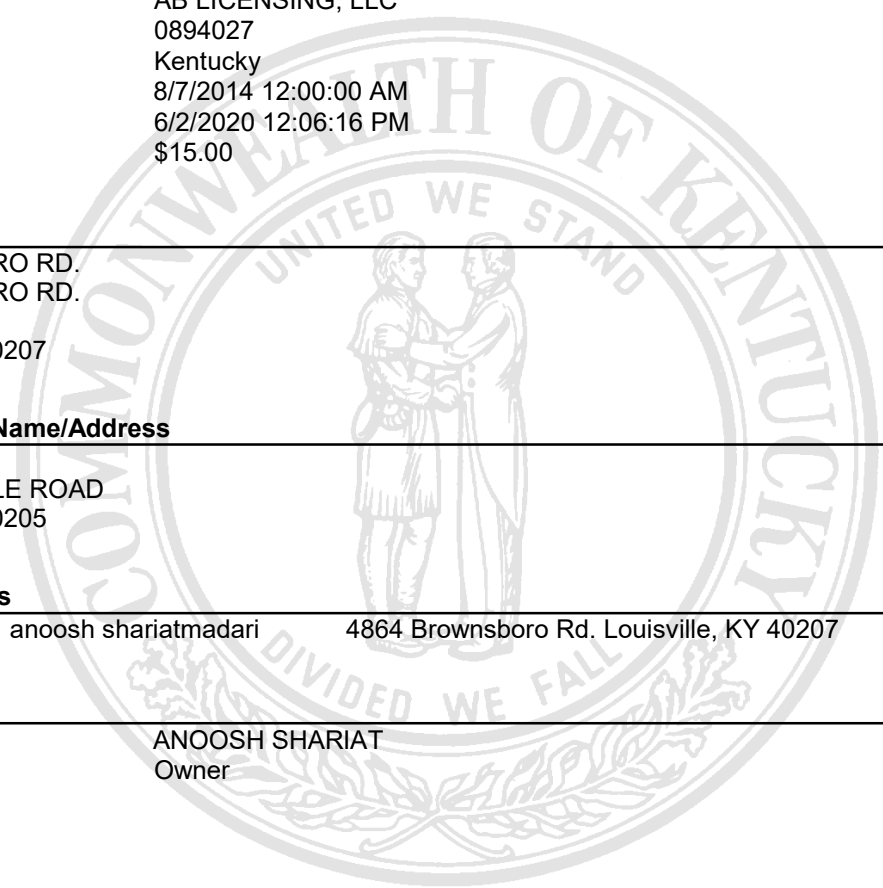 AB LICENSING, LLC
0894027
Kentucky
8/7/2014 12:00:00 AM
6/2/2020 12:06:16 PM
$15.00
RO RD.
RO RD.
0207
Name/Address
LE ROAD
0205
s
anoosh shariatmadari 4864 Brownsboro Rd. Louisville, KY 40207
ANOOSH SHARIAT
Owner
COMMONWEALTH OF KENTUCKY
UNITED WE STAND
DIVIDED WE FALL